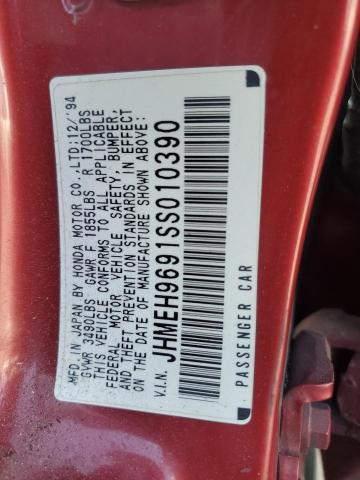 MFD. IN JAPAN BY HONDA MOTOR CO.,LTD;12/'94
GVWR 3490LBS GAWR F 1855LBS R 1700LBS
THIS VEHICLE CONFORMS TO ALL APPLICABLE
FEDERAL MOTOR VEHICLE SAFETY, BUMPER,
AND THEFT PREVENTION STANDARDS IN EFFECT
ON THE DATE OF MANUFACTURE SHOWN ABOVE.
V.I.N. JHMEH9691SS010390
PASSENGER CAR